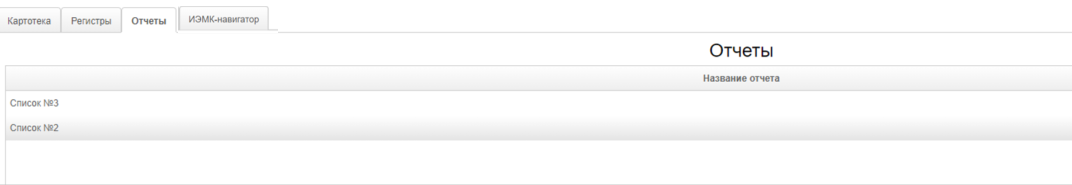 Картотека Регистры Отчеты ИЭМК-навигатор
Отчеты
Название отчета
Список №3
Список №2